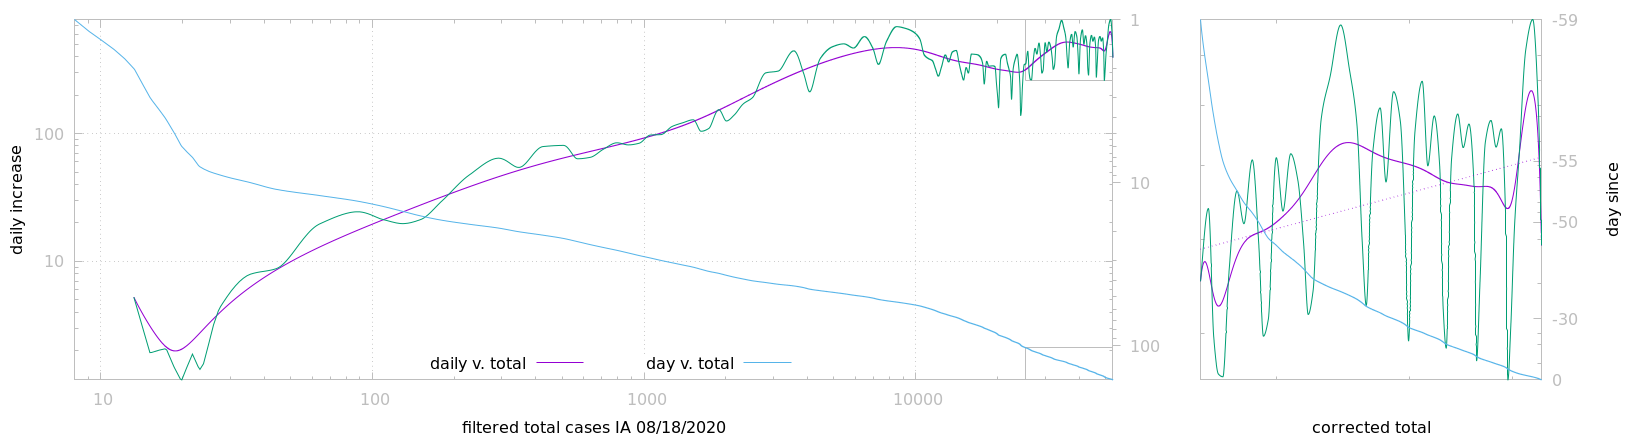 daily increase
100
10
10
100
1000
10000
1
10
100
daily v. total
day v. total
filtered total cases IA 08/18/2020
-59
-55
-50
-30
0
day since
corrected total